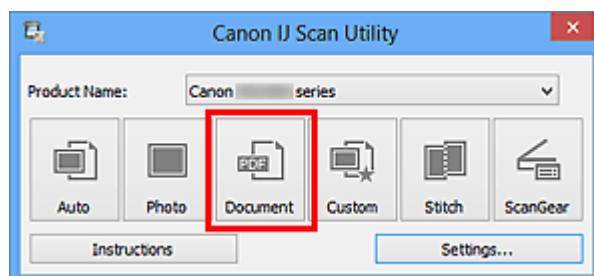 Canon IJ Scan Utility
Product Name: Canon series
PDF
Auto Photo Document Custom Stitch ScanGear
Instructions Settings...